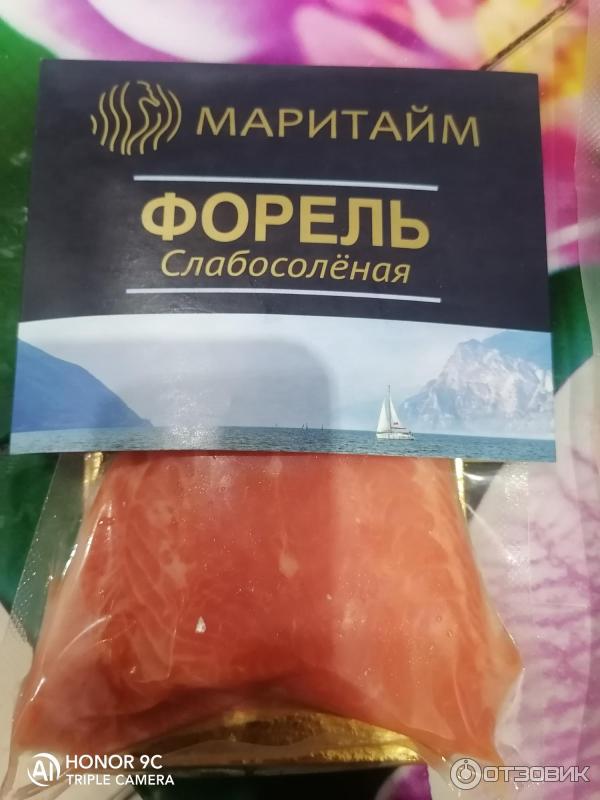 МАРИТАЙМ
ФОРЕЛЬ
Слабосолёная
HONOR 9C
TRIPLE CAMERA
ОТЗОВИК